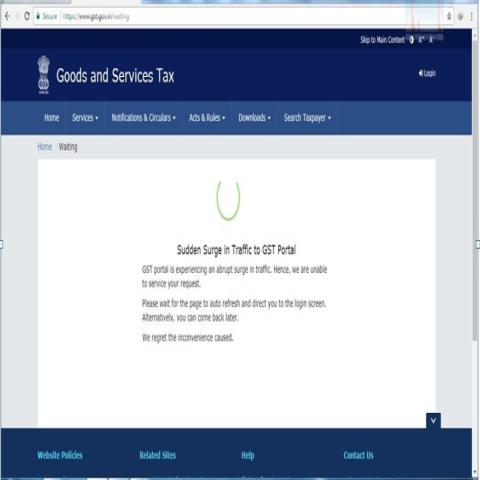 Secure https://www.gst.gov.in/waiting
Skip to Main Content A+ A-
Goods and Services Tax
Login
Home Services Notifications & Circulars Acts & Rules Downloads Search Taxpayer
Home Waiting
Sudden Surge in Traffic to GST Portal
GST portal is experiencing an abrupt surge in traffic. Hence, we are unable
to service your request.
Please wait for the page to auto refresh and direct you to the login screen.
Alternatively, you can come back later.
We regret the inconvenience caused.
Website Policies Related Sites Help Contact Us